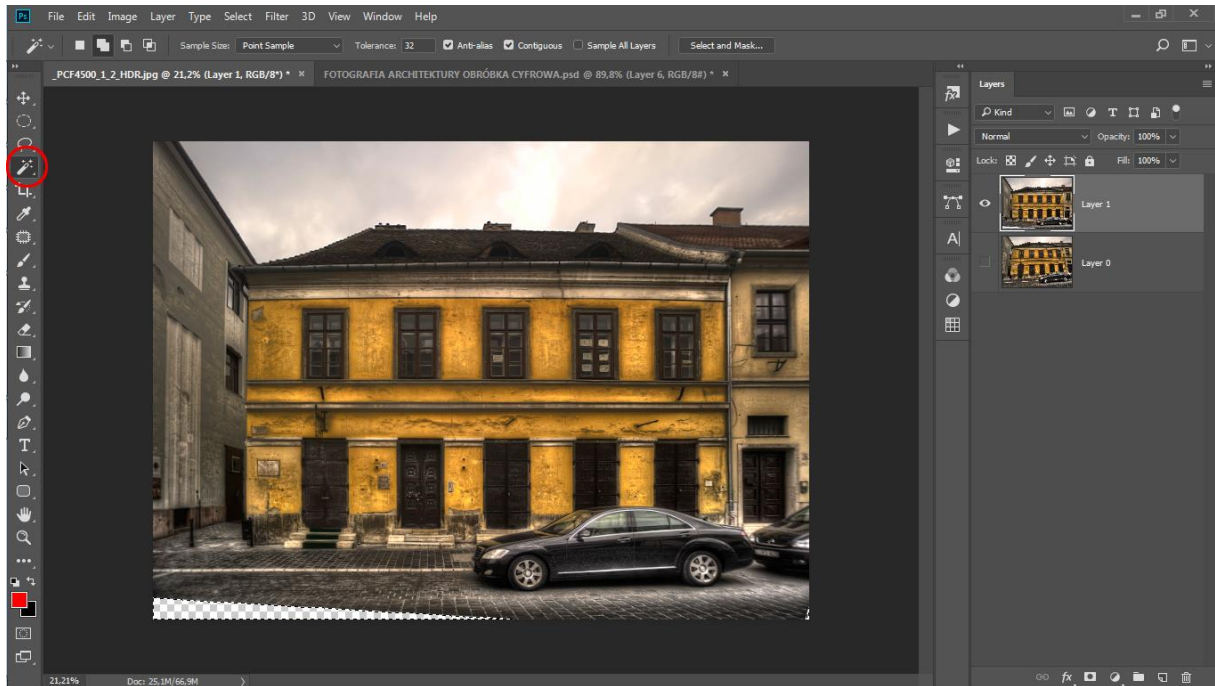 Ps File Edit Image Layer Type Select Filter 3D View Window Help
Sample Size: Point Sample Tolerance: 32 Anti-alias Contiguous Sample All Layers Select and Mask...
_PCF4500_1_2_HDR.jpg @ 21,2% (Layer 1, RGB/8*) * × FOTOGRAFIA ARCHITEKTURY OBRÓBKA CYFROWA.psd @ 89,8% (Layer 6, RGB/8#) * ×
Layers
Kind
Normal Opacity: 100%
Lock: Fill: 100%
Layer 1
Layer 0
21,21% Doc: 25,1M/66,9M